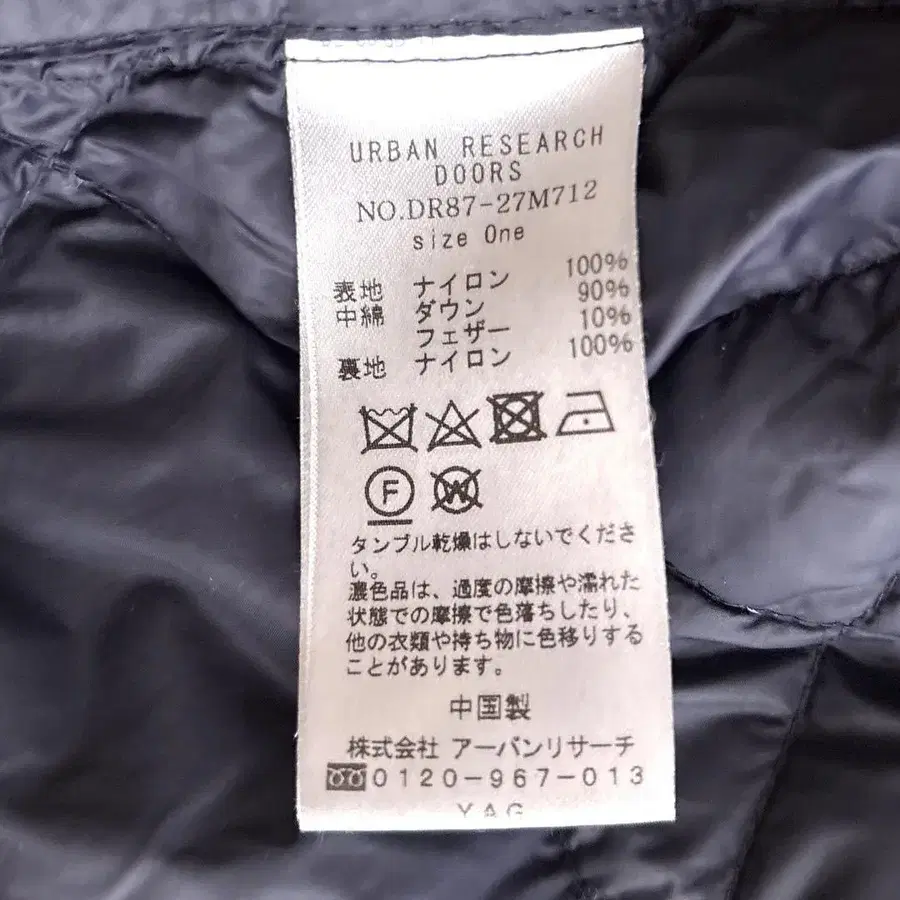 URBAN RESEARCH
DOORS
NO.DR87-27M712
size One
表地 ナイロン 100%
中綿 ダウン 90%
フェザー 10%
裏地 ナイロン 100%
F
W
タンブル乾燥はしないでくださ
い。
濃色品は、過度の摩擦や濡れた
状態での摩擦で色落ちしたり、
他の衣類や持ち物に色移りする
ことがあります。
中国製
株式会社 アーバンリサーチ
0120-967-013
YAG